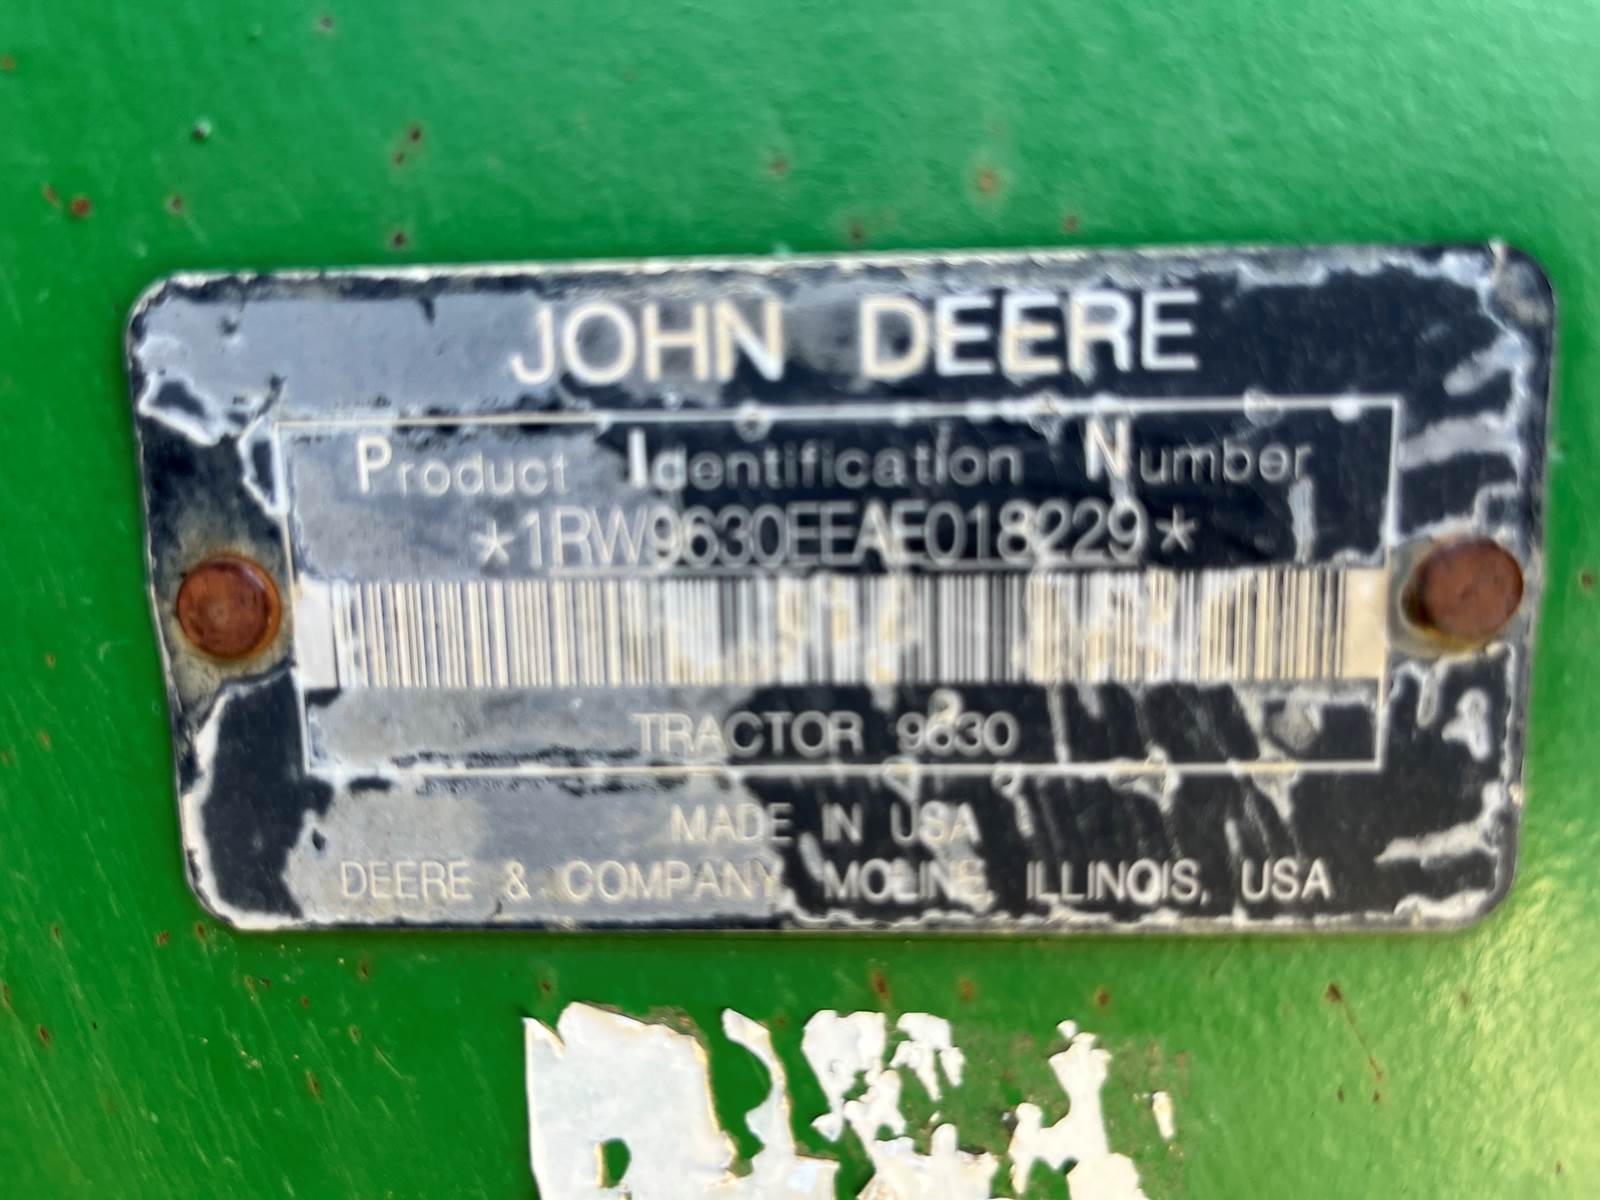 JOHN DEERE
Product Identification Number
*1RW9630EEAE018229*
TRACTOR 9630
MADE IN USA
DEERE & COMPANY, MOLINE, ILLINOIS, USA